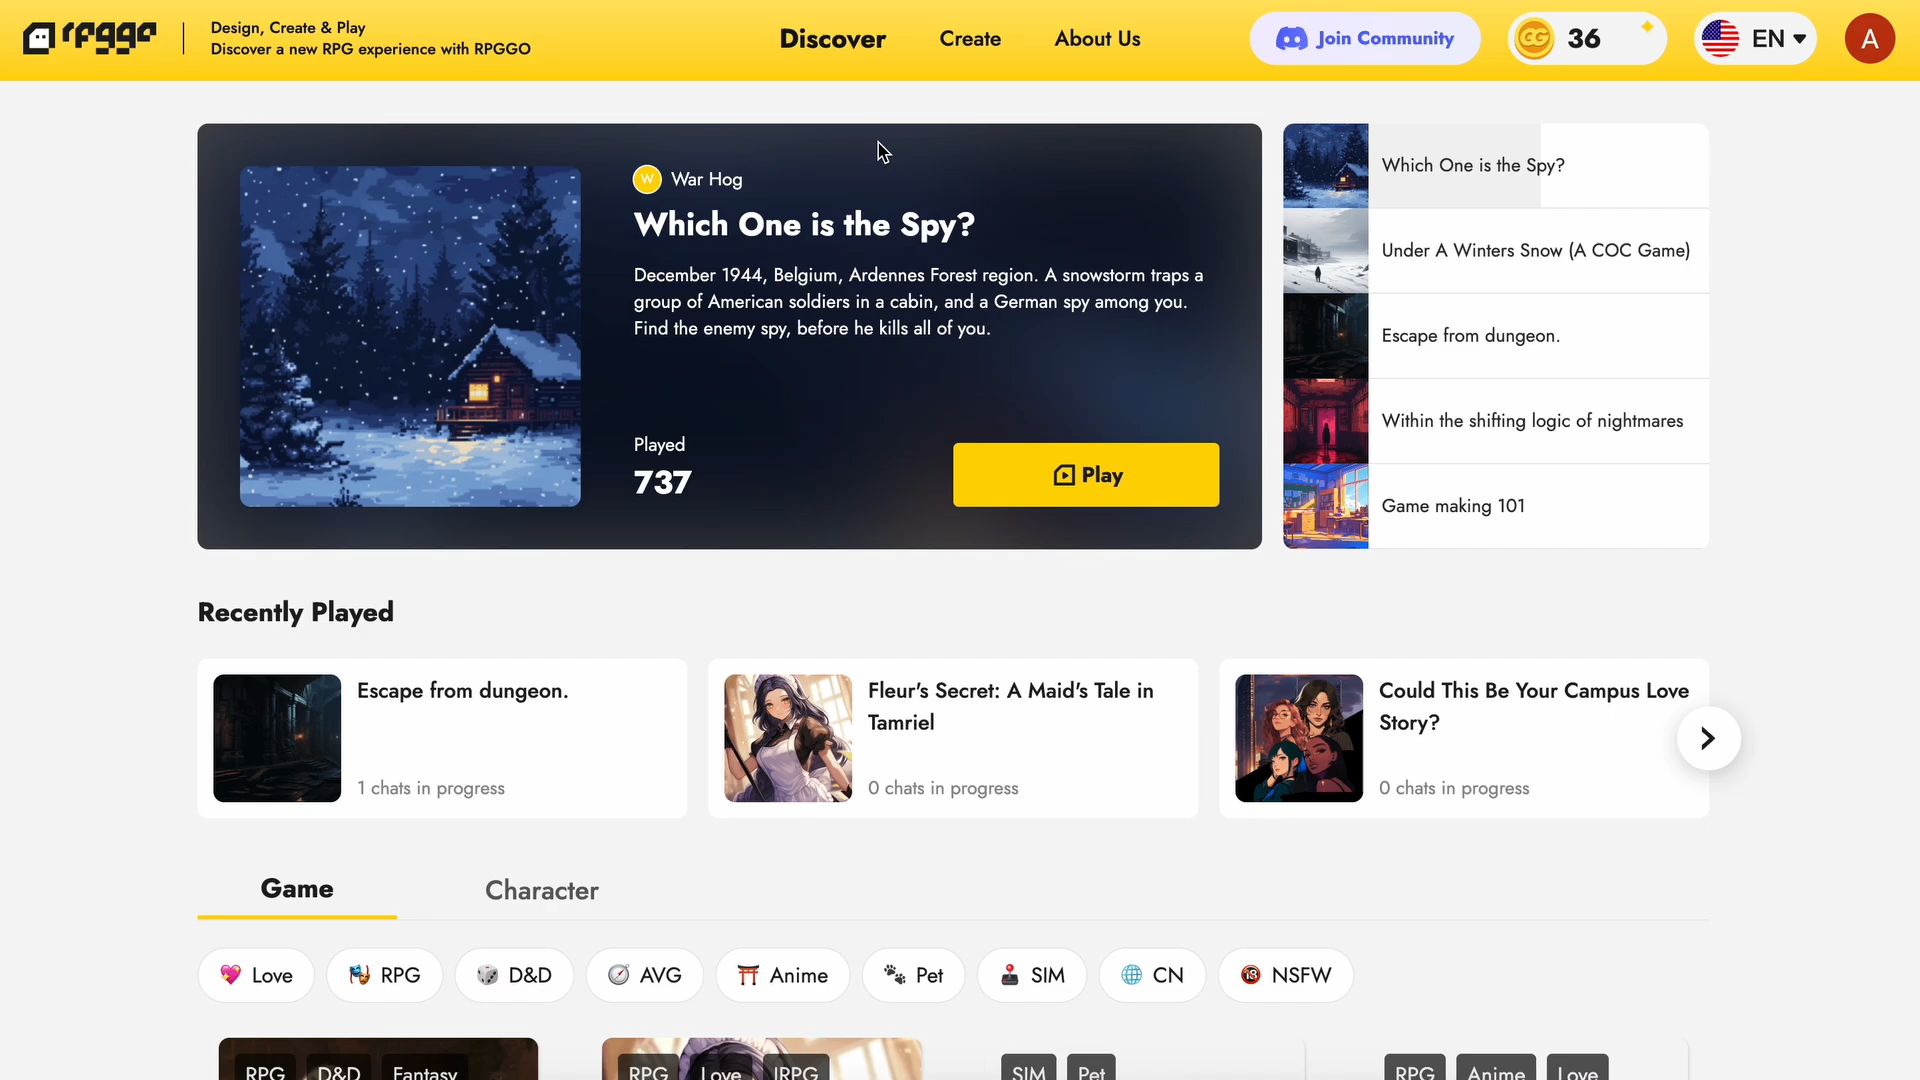 rpggo
Design, Create & Play
Discover a new RPG experience with RPGGO
Discover
Create
About Us
Join Community
GG
36
EN
A
W
War Hog
Which One is the Spy?
December 1944, Belgium, Ardennes Forest region. A snowstorm traps a
group of American soldiers in a cabin, and a German spy among you.
Find the enemy spy, before he kills all of you.
Played
737
Play
Which One is the Spy?
Under A Winters Snow (A COC Game)
Escape from dungeon.
Within the shifting logic of nightmares
Game making 101
Recently Played
Escape from dungeon.
1 chats in progress
Fleur's Secret: A Maid's Tale in
Tamriel
0 chats in progress
Could This Be Your Campus Love
Story?
0 chats in progress
Game
Character
Love
RPG
D&D
AVG
Anime
Pet
SIM
CN
NSFW
RPG
D&D
Fantasy
RPG
Love
JRPG
SIM
Pet
RPG
Anime
Love